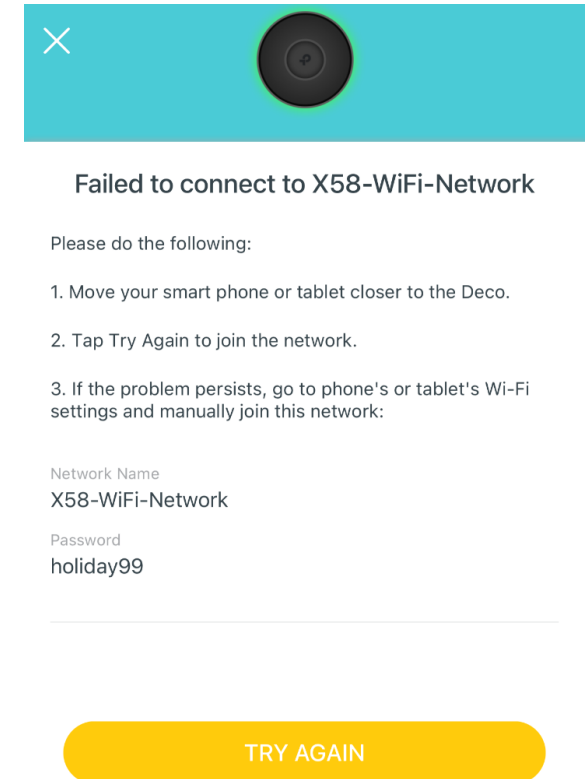 Failed to connect to X58-WiFi-Network
Please do the following:
1. Move your smart phone or tablet closer to the Deco.
2. Tap Try Again to join the network.
3. If the problem persists, go to phone's or tablet's Wi-Fi
settings and manually join this network:
Network Name
X58-WiFi-Network
Password
holiday99
TRY AGAIN